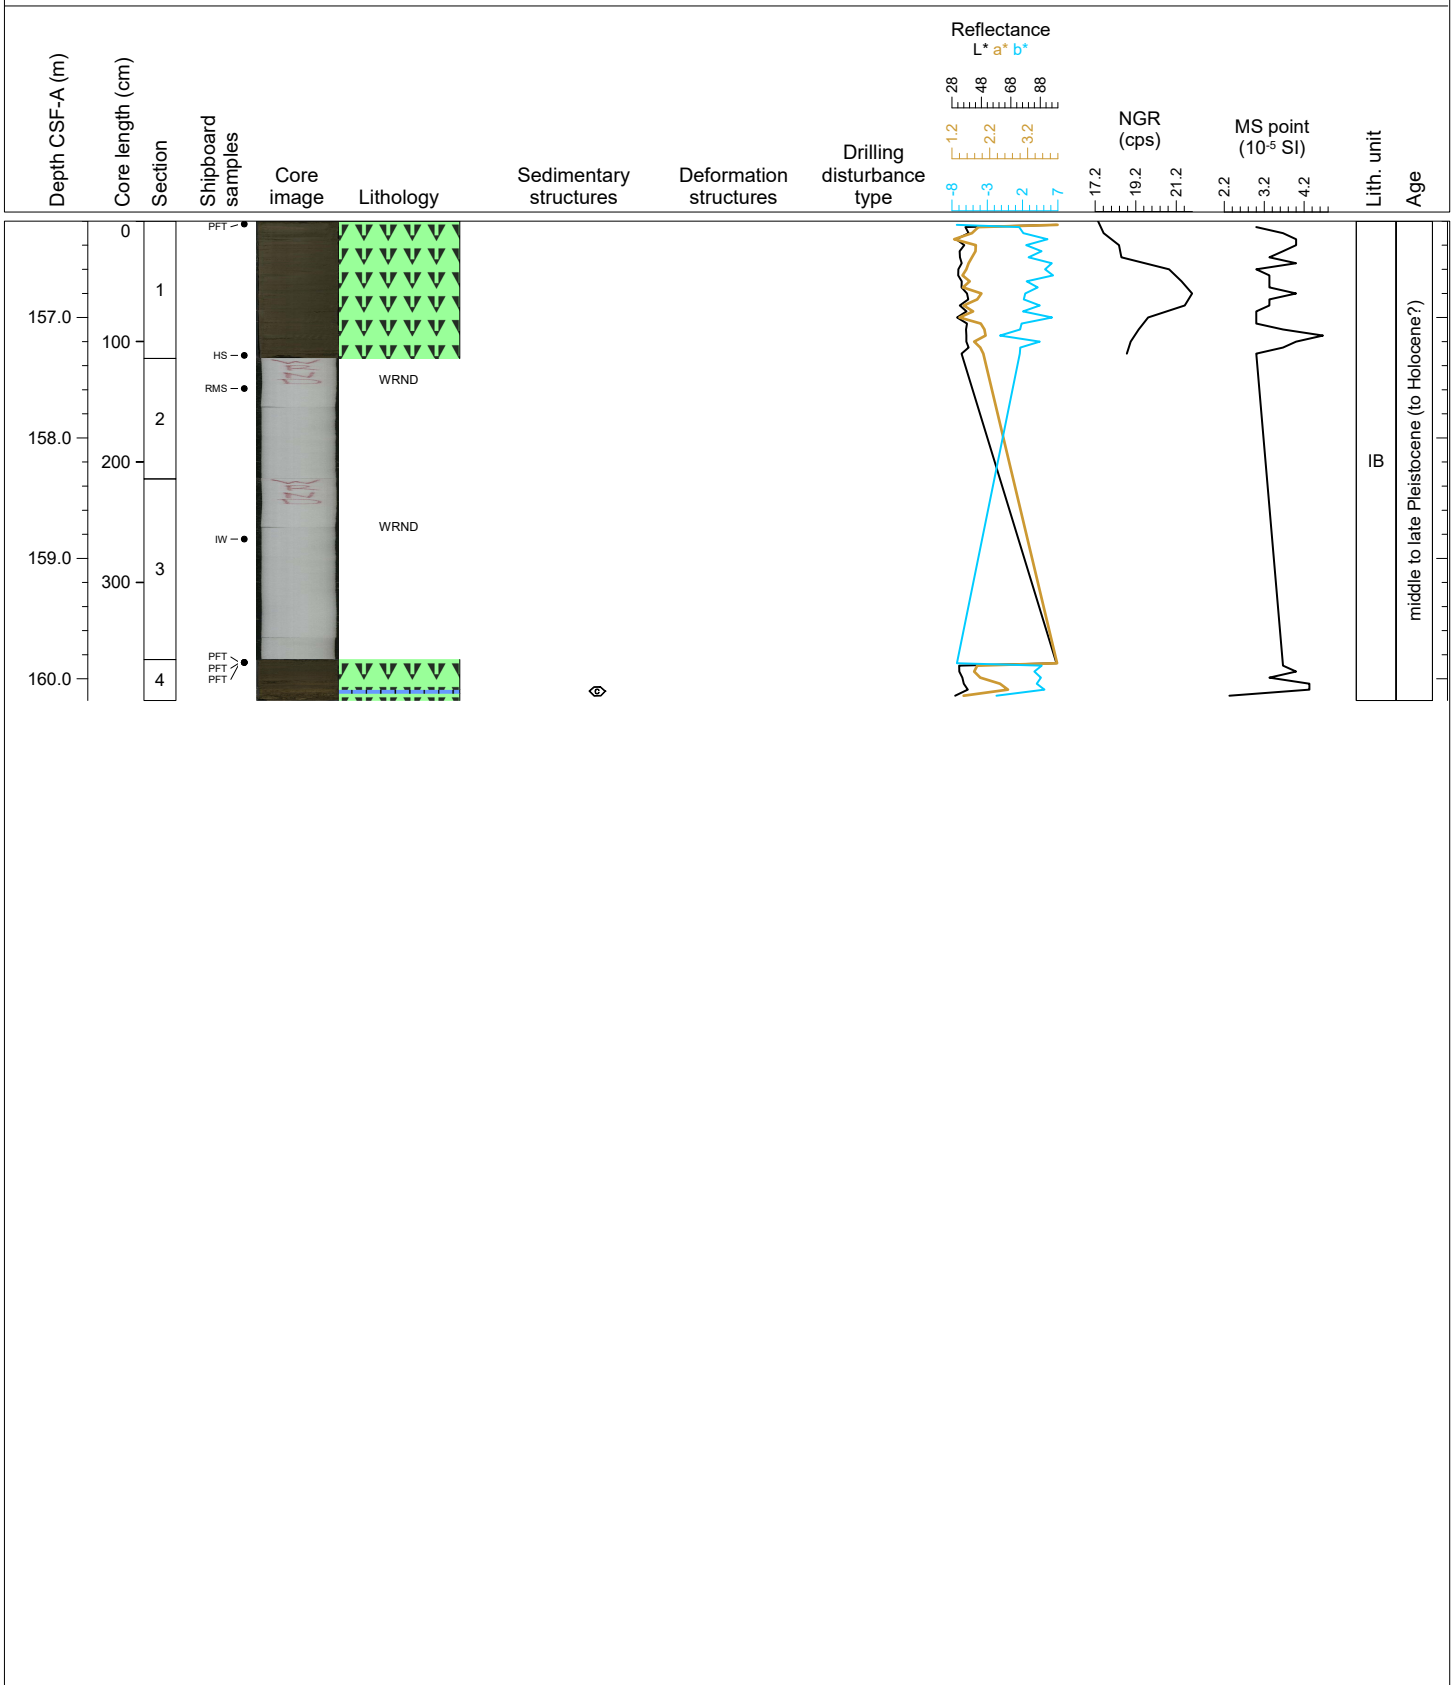 Reflectance
L* a* b*
28 48 68 88
1.2 2.2 3.2
-8 -3 2 7
Depth CSF-A (m)
Core length (cm)
Section
Shipboard
samples
Core
image
Lithology
Sedimentary
structures
Deformation
structures
Drilling
disturbance
type
NGR
(cps)
17.2 19.2 21.2
MS point
(10-5 SI)
2.2 3.2 4.2
Lith. unit
Age
0
PFT
1
157.0
100
HS
WRND
RMS
2
158.0
200
IB
middle to late Pleistocene (to Holocene?)
WRND
IW
159.0
3
300
PFT
PFT
PFT
160.0
4
c